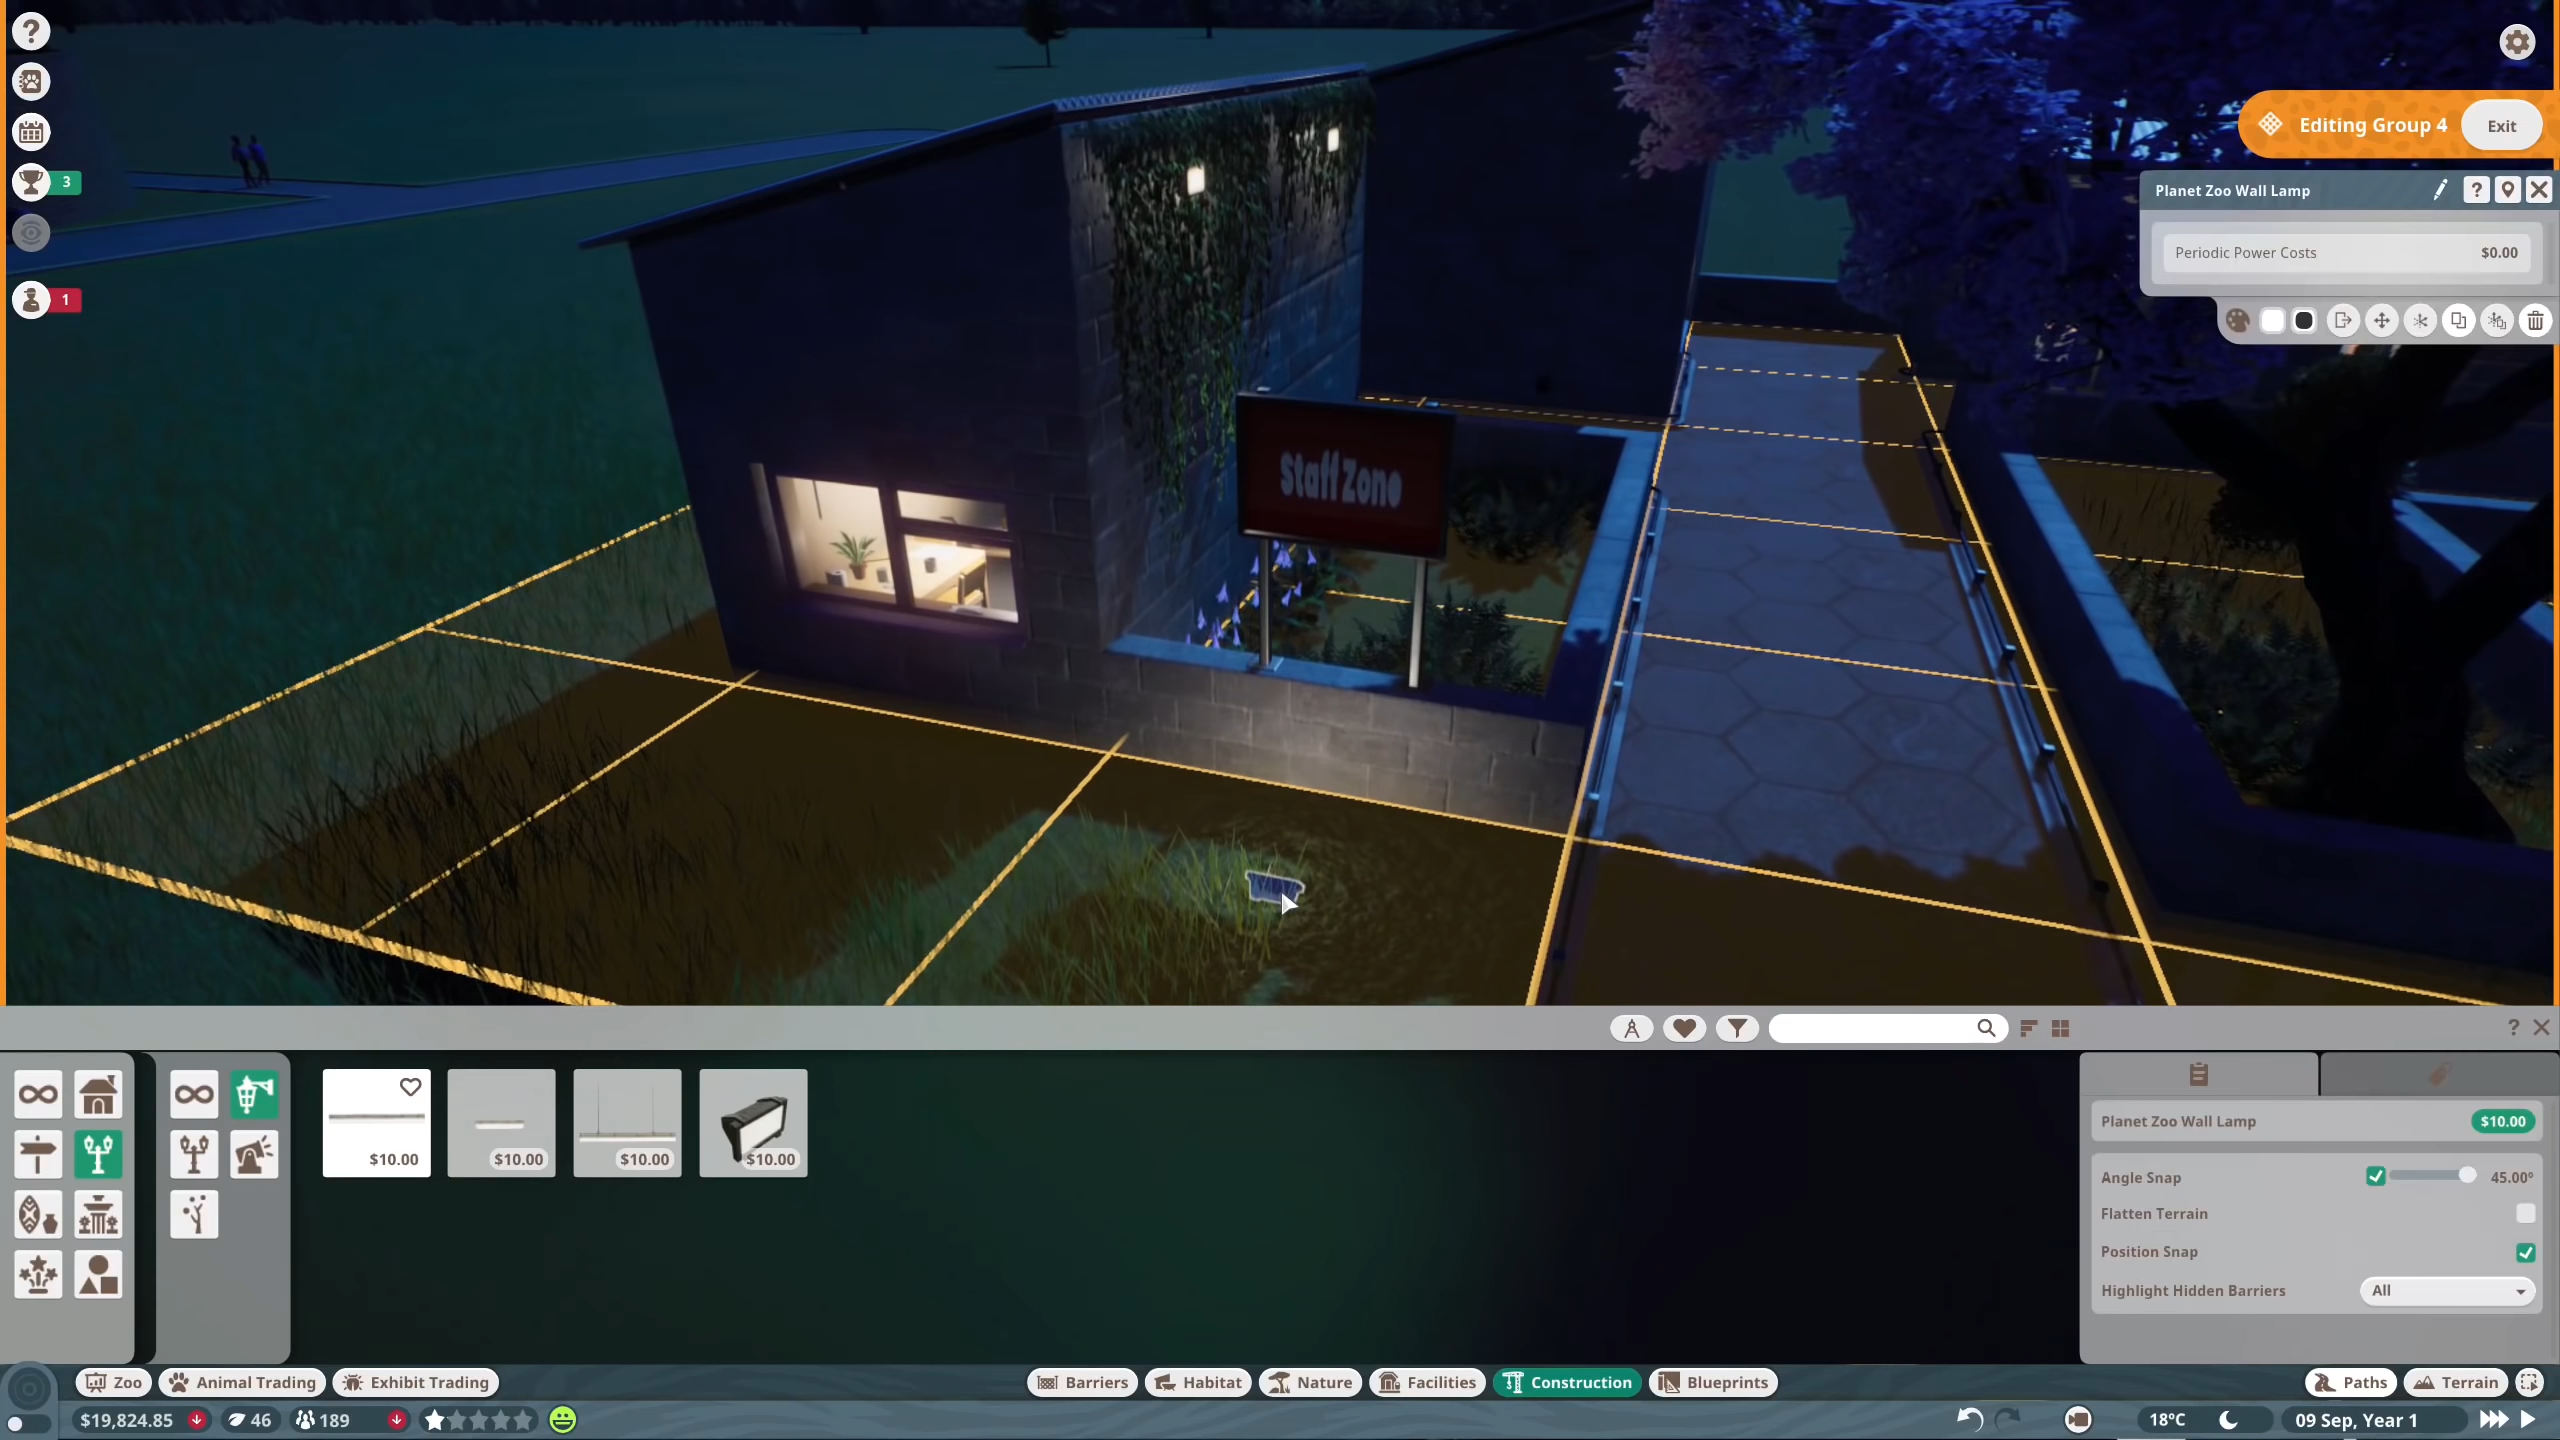 ?
3
1
Editing Group 4
Exit
Planet Zoo Wall Lamp
?
Periodic Power Costs
$0.00
Staff Zone
?
$10.00
$10.00
$10.00
$10.00
Planet Zoo Wall Lamp
$10.00
Angle Snap
45.00°
Flatten Terrain
Position Snap
Highlight Hidden Barriers
All
Zoo
Animal Trading
Exhibit Trading
Barriers
Habitat
Nature
Facilities
Construction
Blueprints
Paths
Terrain
$19,824.85
46
189
18°C
09 Sep, Year 1